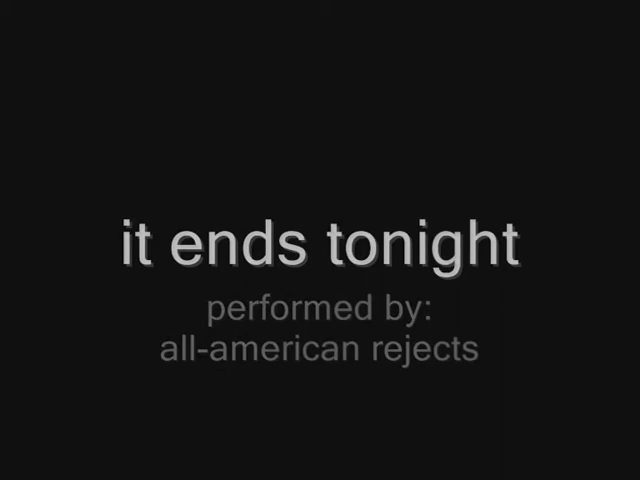 it ends tonight
performed by:
all-american rejects